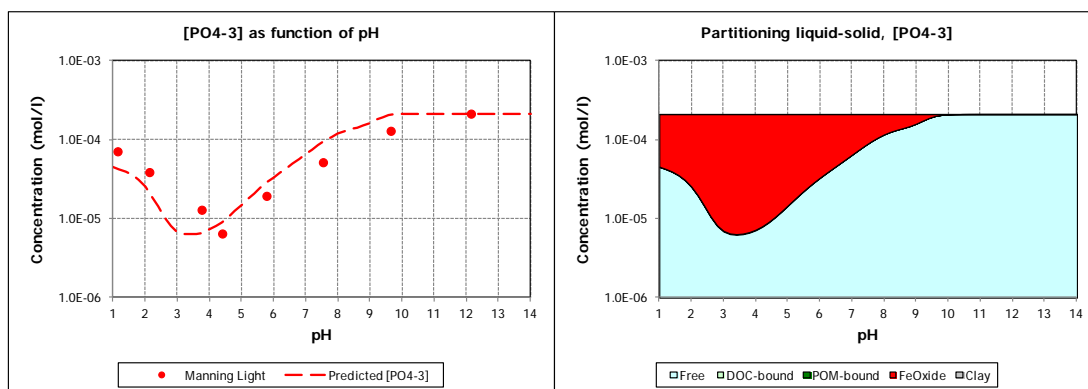 [PO4-3] as function of pH
1.0E-03
1.0E-04
1.0E-05
1.0E-06
Concentration (mol/l)
1 2 3 4 5 6 7 8 9 10 11 12 13 14
pH
Manning Light Predicted [PO4-3]
Partitioning liquid-solid, [PO4-3]
1.0E-03
1.0E-04
1.0E-05
1.0E-06
Concentration (mol/l)
1 2 3 4 5 6 7 8 9 10 11 12 13 14
pH
Free DOC-bound POM-bound FeOxide Clay